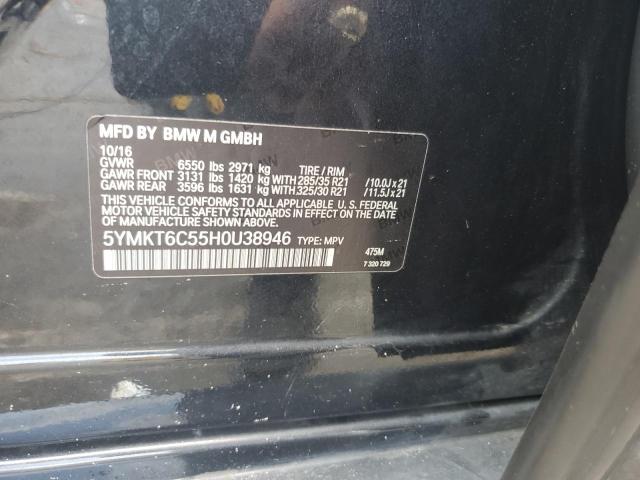 MFD BY BMW M GMBH
10/16
GVWR 6550 lbs 2971 kg TIRE / RIM
GAWR FRONT 3131 lbs 1420 kg WITH 285/35 R21 /10.0J x 21
GAWR REAR 3596 lbs 1631 kg WITH 325/30 R21 /11.5J x 21
THIS VEHICLE CONFORMS TO ALL APPLICABLE U.S. FEDERAL
MOTOR VEHICLE SAFETY STANDARDS IN EFFECT ON THE DATE
OF MANUFACTURE SHOWN ABOVE.
5YMKT6C55H0U38946 TYPE: MPV 475M
7 320 729